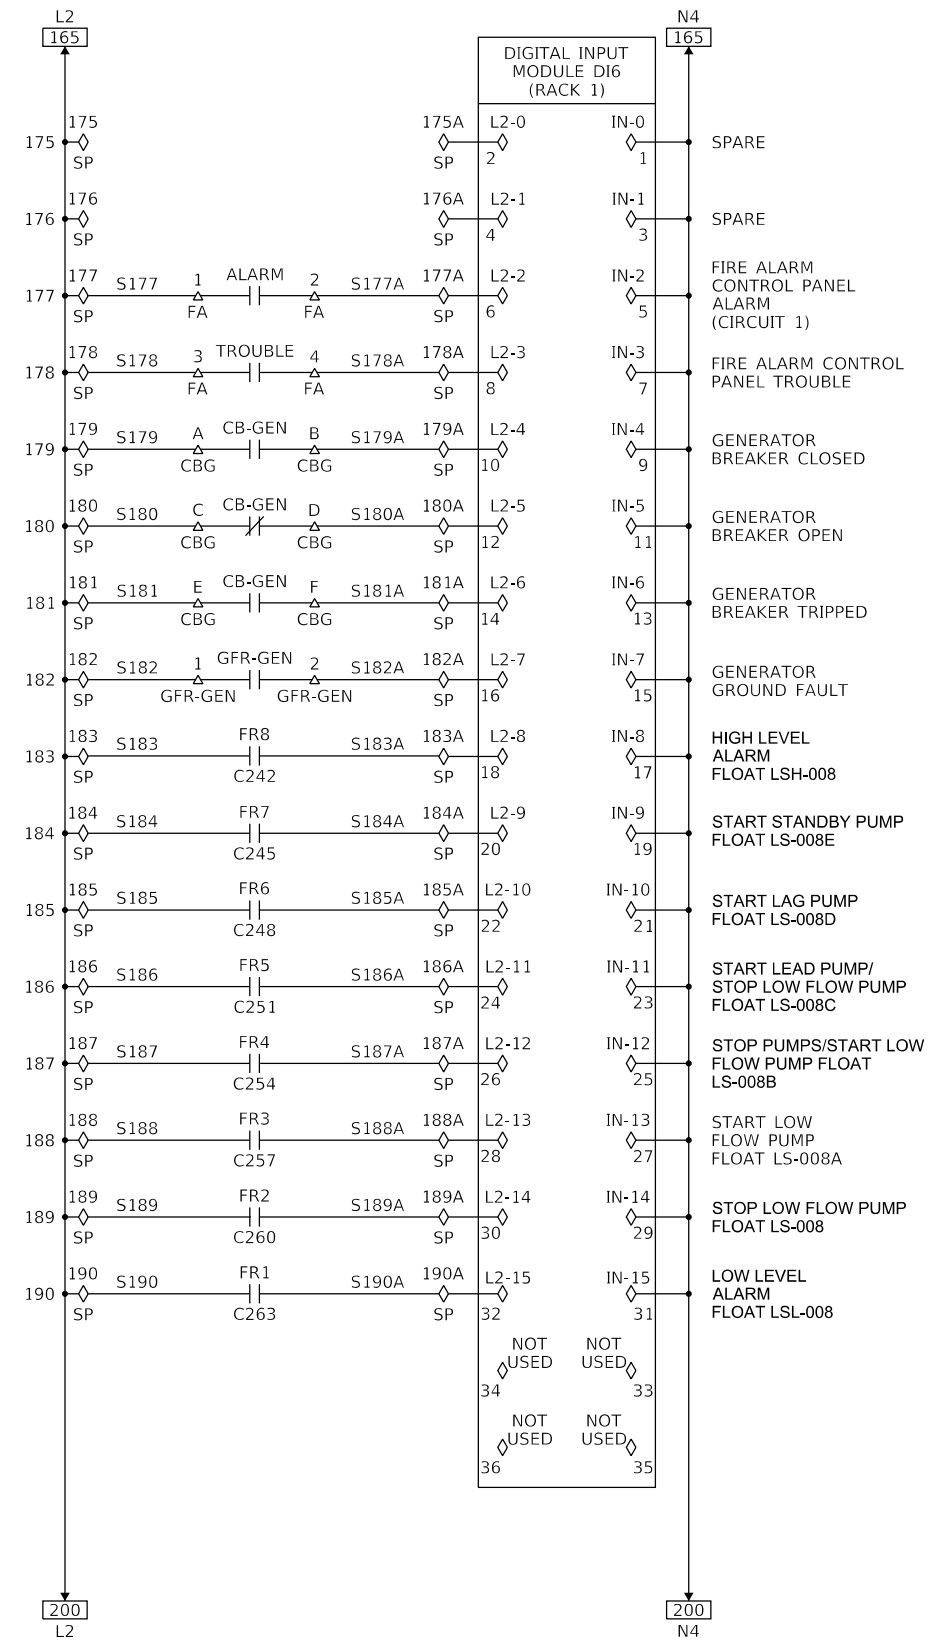 L2
165
N4
165
DIGITAL INPUT
MODULE DI6
(RACK 1)
175 175A L2-0 IN-0
175 SPARE
SP SP 2 1
176 176A L2-1 IN-1
176 SPARE
SP SP 4 3
177 S177 1 ALARM 2 S177A 177A L2-2 IN-2
177
SP FA FA SP 6 5
FIRE ALARM
CONTROL PANEL
ALARM
(CIRCUIT 1)
178 S178 3 TROUBLE 4 S178A 178A L2-3 IN-3
178
SP FA FA SP 8 7
FIRE ALARM CONTROL
PANEL TROUBLE
179 S179 A CB-GEN B S179A 179A L2-4 IN-4
179
SP CBG CBG SP 10 9
GENERATOR
BREAKER CLOSED
180 S180 C CB-GEN D S180A 180A L2-5 IN-5
180
SP CBG CBG SP 12 11
GENERATOR
BREAKER OPEN
181 S181 E CB-GEN F S181A 181A L2-6 IN-6
181
SP CBG CBG SP 14 13
GENERATOR
BREAKER TRIPPED
182 S182 1 GFR-GEN 2 S182A 182A L2-7 IN-7
182
SP GFR-GEN GFR-GEN SP 16 15
GENERATOR
GROUND FAULT
183 S183 FR8 S183A 183A L2-8 IN-8
183
SP C242 SP 18 17
HIGH LEVEL
ALARM
FLOAT LSH-008
184 S184 FR7 S184A 184A L2-9 IN-9
184
SP C245 SP 20 19
START STANDBY PUMP
FLOAT LS-008E
185 S185 FR6 S185A 185A L2-10 IN-10
185
SP C248 SP 22 21
START LAG PUMP
FLOAT LS-008D
186 S186 FR5 S186A 186A L2-11 IN-11
186
SP C251 SP 24 23
START LEAD PUMP/
STOP LOW FLOW PUMP
FLOAT LS-008C
187 S187 FR4 S187A 187A L2-12 IN-12
187
SP C254 SP 26 25
STOP PUMPS/START LOW
FLOW PUMP FLOAT
LS-008B
188 S188 FR3 S188A 188A L2-13 IN-13
188
SP C257 SP 28 27
START LOW
FLOW PUMP
FLOAT LS-008A
189 S189 FR2 S189A 189A L2-14 IN-14
189
SP C260 SP 30 29
STOP LOW FLOW PUMP
FLOAT LS-008
190 S190 FR1 S190A 190A L2-15 IN-15
190
SP C263 SP 32 31
LOW LEVEL
ALARM
FLOAT LSL-008
NOT NOT
USED USED
34 33
NOT NOT
USED USED
36 35
200
L2
200
N4